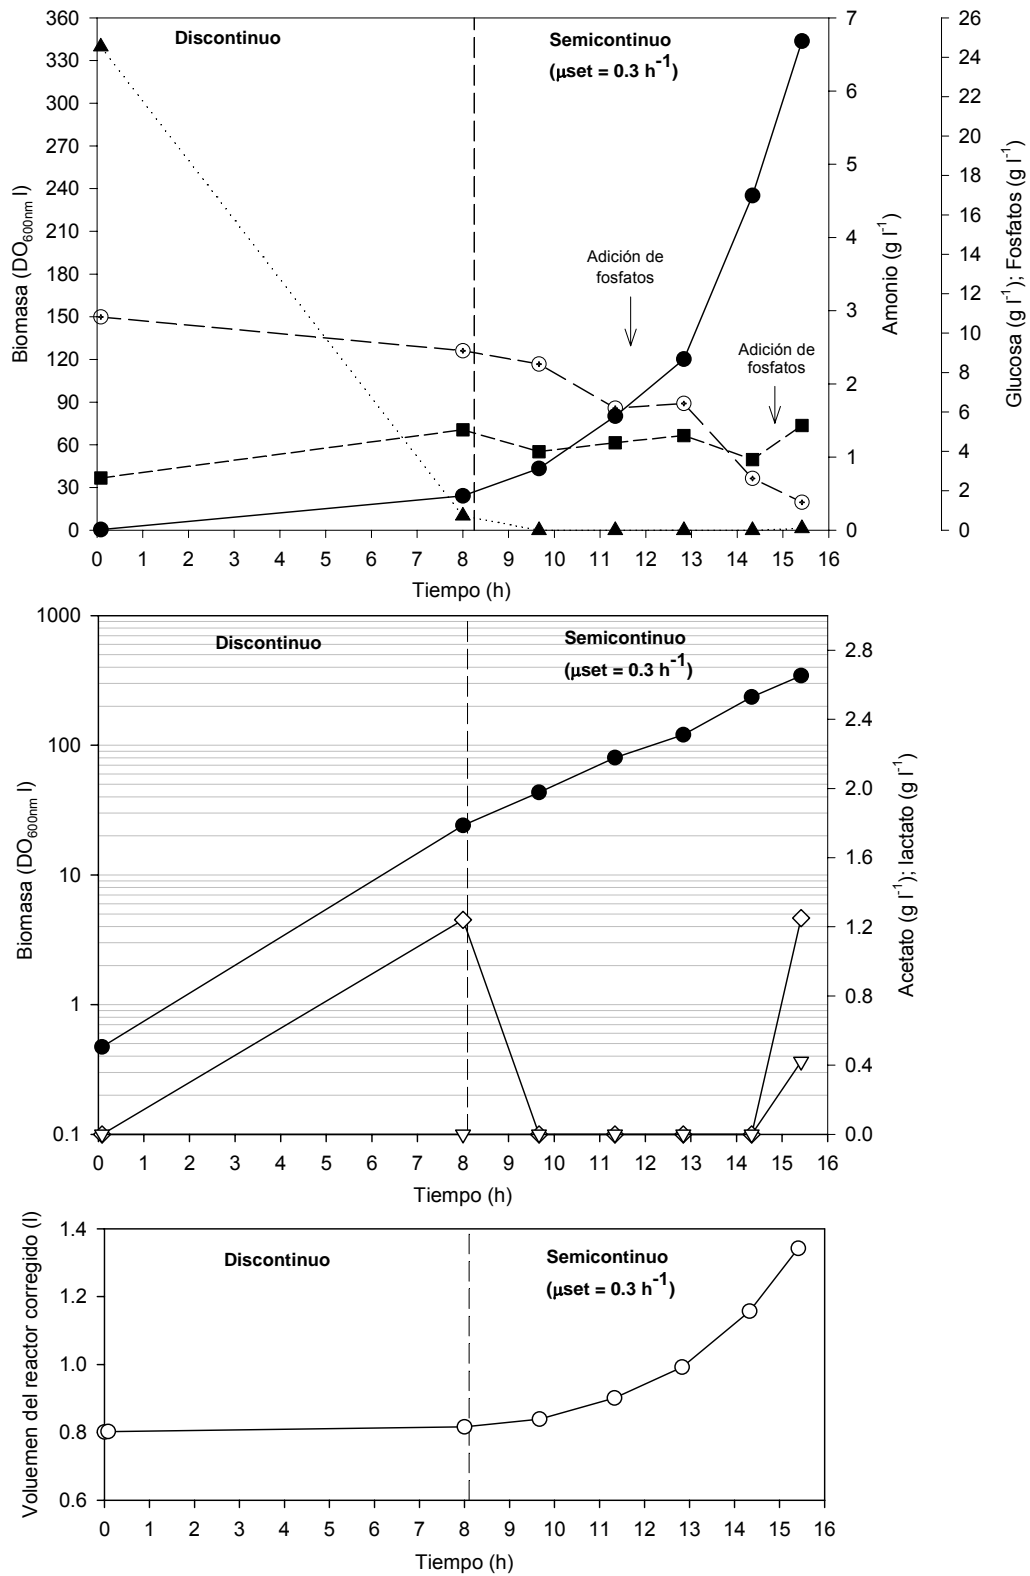 Discontinuo
Semicontinuo
(μset = 0.3 h-1)
Adición de
fosfatos
Adición de
fosfatos
360
330
300
270
240
210
180
150
120
90
60
30
0
Biomasa (DO600nm l)
7
6
5
4
3
2
1
0
Amonio (g l-1)
26
24
22
20
18
16
14
12
10
8
6
4
2
0
Glucosa (g l-1); Fosfatos (g l-1)
0 1 2 3 4 5 6 7 8 9 10 11 12 13 14 15 16
Tiempo (h)
Discontinuo
Semicontinuo
(μset = 0.3 h-1)
1000
100
10
1
0.1
Biomasa (DO600nm l)
2.8
2.4
2.0
1.6
1.2
0.8
0.4
0.0
Acetato (g l-1); lactato (g l-1)
0 1 2 3 4 5 6 7 8 9 10 11 12 13 14 15 16
Tiempo (h)
Discontinuo
Semicontinuo
(μset = 0.3 h-1)
1.4
1.2
1.0
0.8
0.6
Voluemen del reactor corregido (l)
0 1 2 3 4 5 6 7 8 9 10 11 12 13 14 15 16
Tiempo (h)